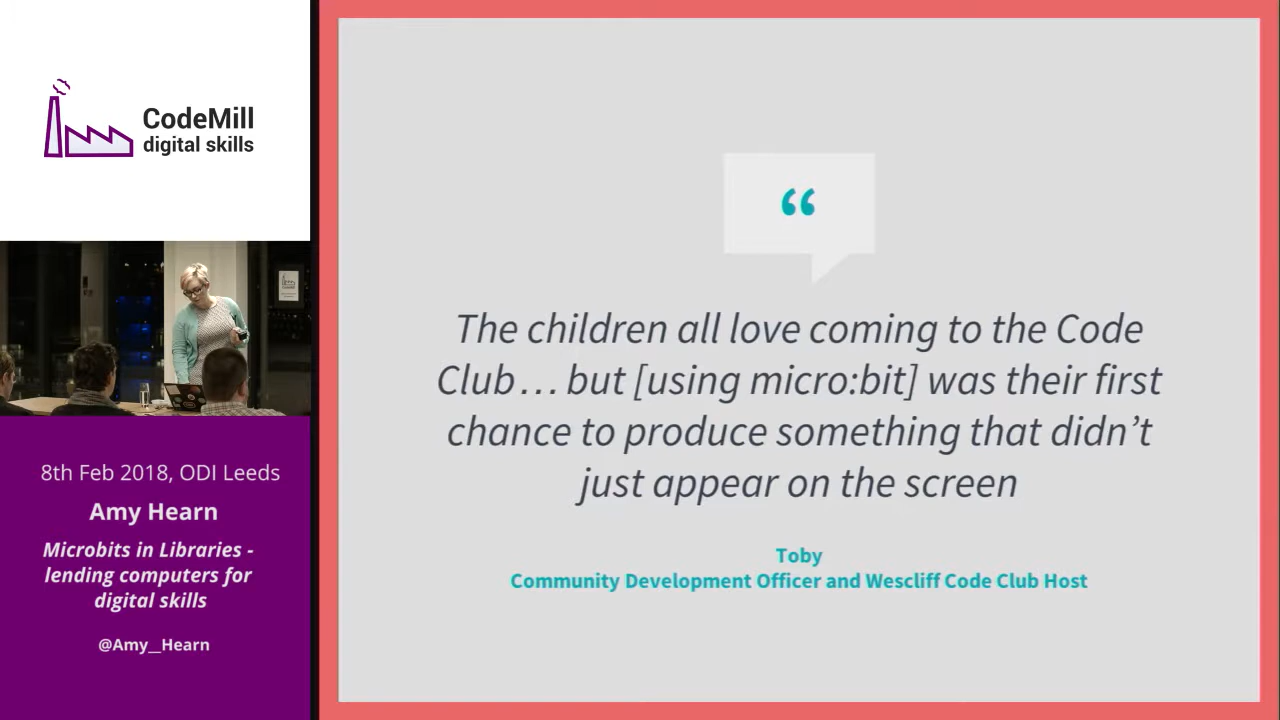 CodeMill
digital skills
8th Feb 2018, ODI Leeds
Amy Hearn
Microbits in Libraries -
lending computers for
digital skills
@Amy__Hearn
“
The children all love coming to the Code
Club… but [using micro:bit] was their first
chance to produce something that didn’t
just appear on the screen
Toby
Community Development Officer and Wescliff Code Club Host